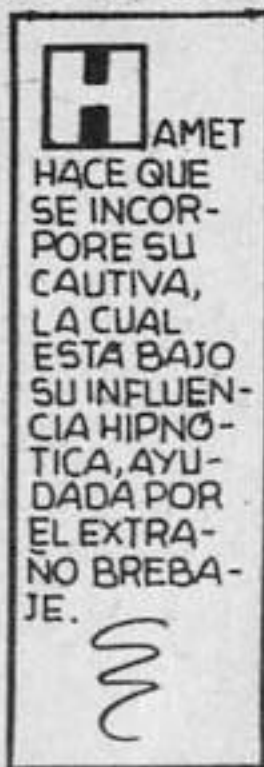 HAMET
HACE QUE
SE INCOR-
PORE SU
CAUTIVA,
LA CUAL
ESTÁ BAJO
SU INFLUEN-
CIA HIPNÓ-
TICA, AYU-
DADA POR
EL EXTRA-
ÑO BREBA-
JE.